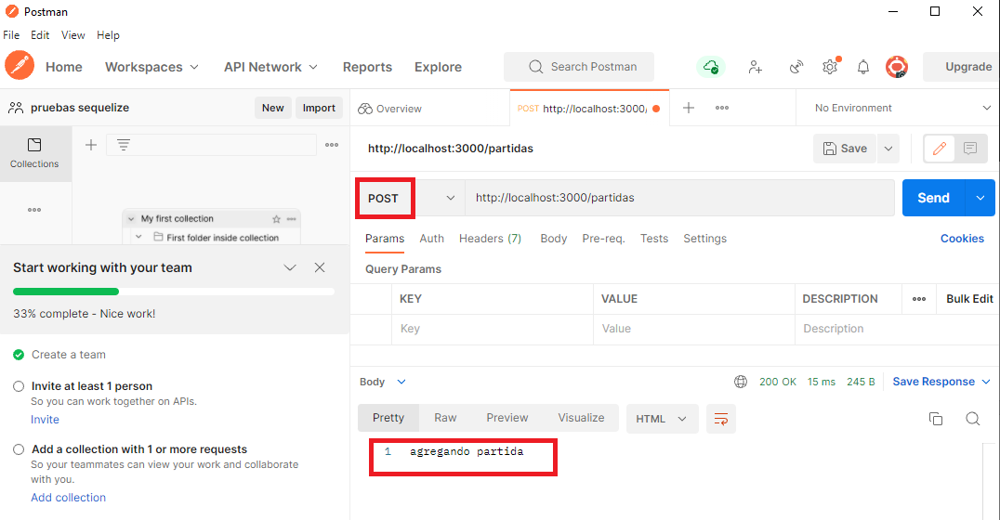 Postman
File Edit View Help
Home Workspaces API Network Reports Explore Search Postman Upgrade
pruebas sequelize New Import
Overview POST http://localhost:3000/ No Environment
Collections
My first collection
First folder inside collection
Start working with your team
33% complete - Nice work!
Create a team
Invite at least 1 person
So you can work together on APIs.
Invite
Add a collection with 1 or more requests
So your teammates can view your work and collaborate
with you.
Add collection
http://localhost:3000/partidas Save
POST http://localhost:3000/partidas Send
Params Auth Headers (7) Body Pre-req. Tests Settings Cookies
Query Params
KEY VALUE DESCRIPTION Bulk Edit
Key Value Description
Body 200 OK 15 ms 245 B Save Response
Pretty Raw Preview Visualize HTML
1 agregando partida